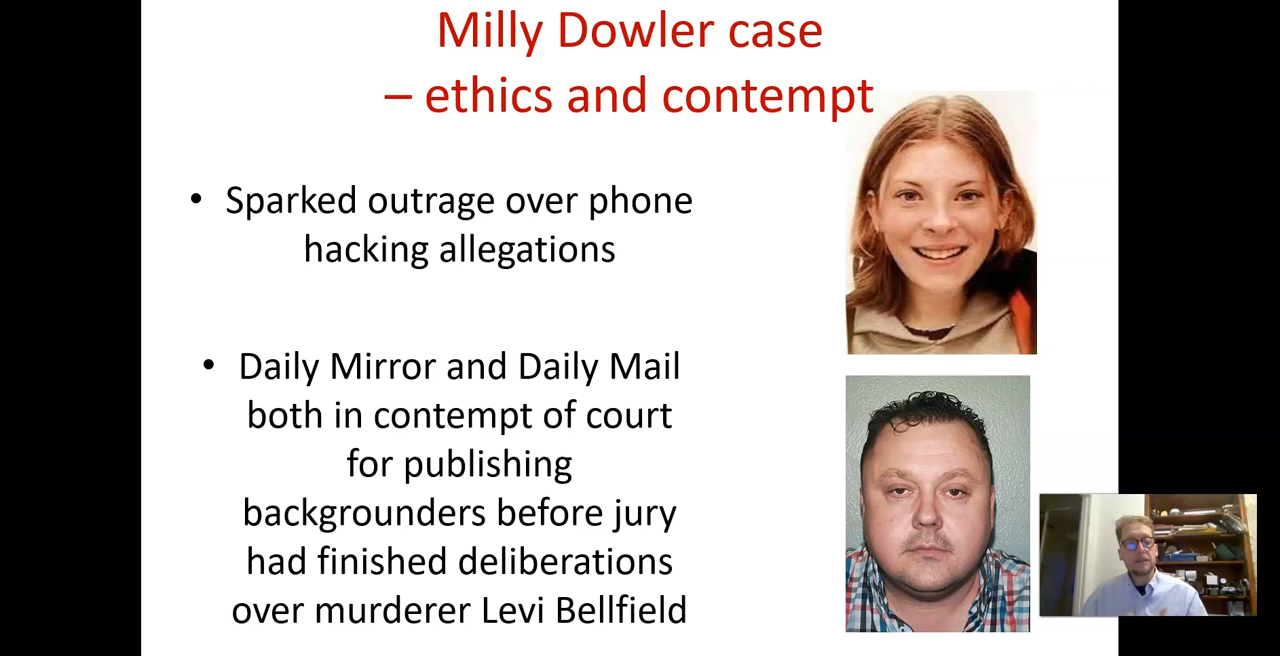 Milly Dowler case
– ethics and contempt
• Sparked outrage over phone
hacking allegations
• Daily Mirror and Daily Mail
both in contempt of court
for publishing
backgrounders before jury
had finished deliberations
over murderer Levi Bellfield